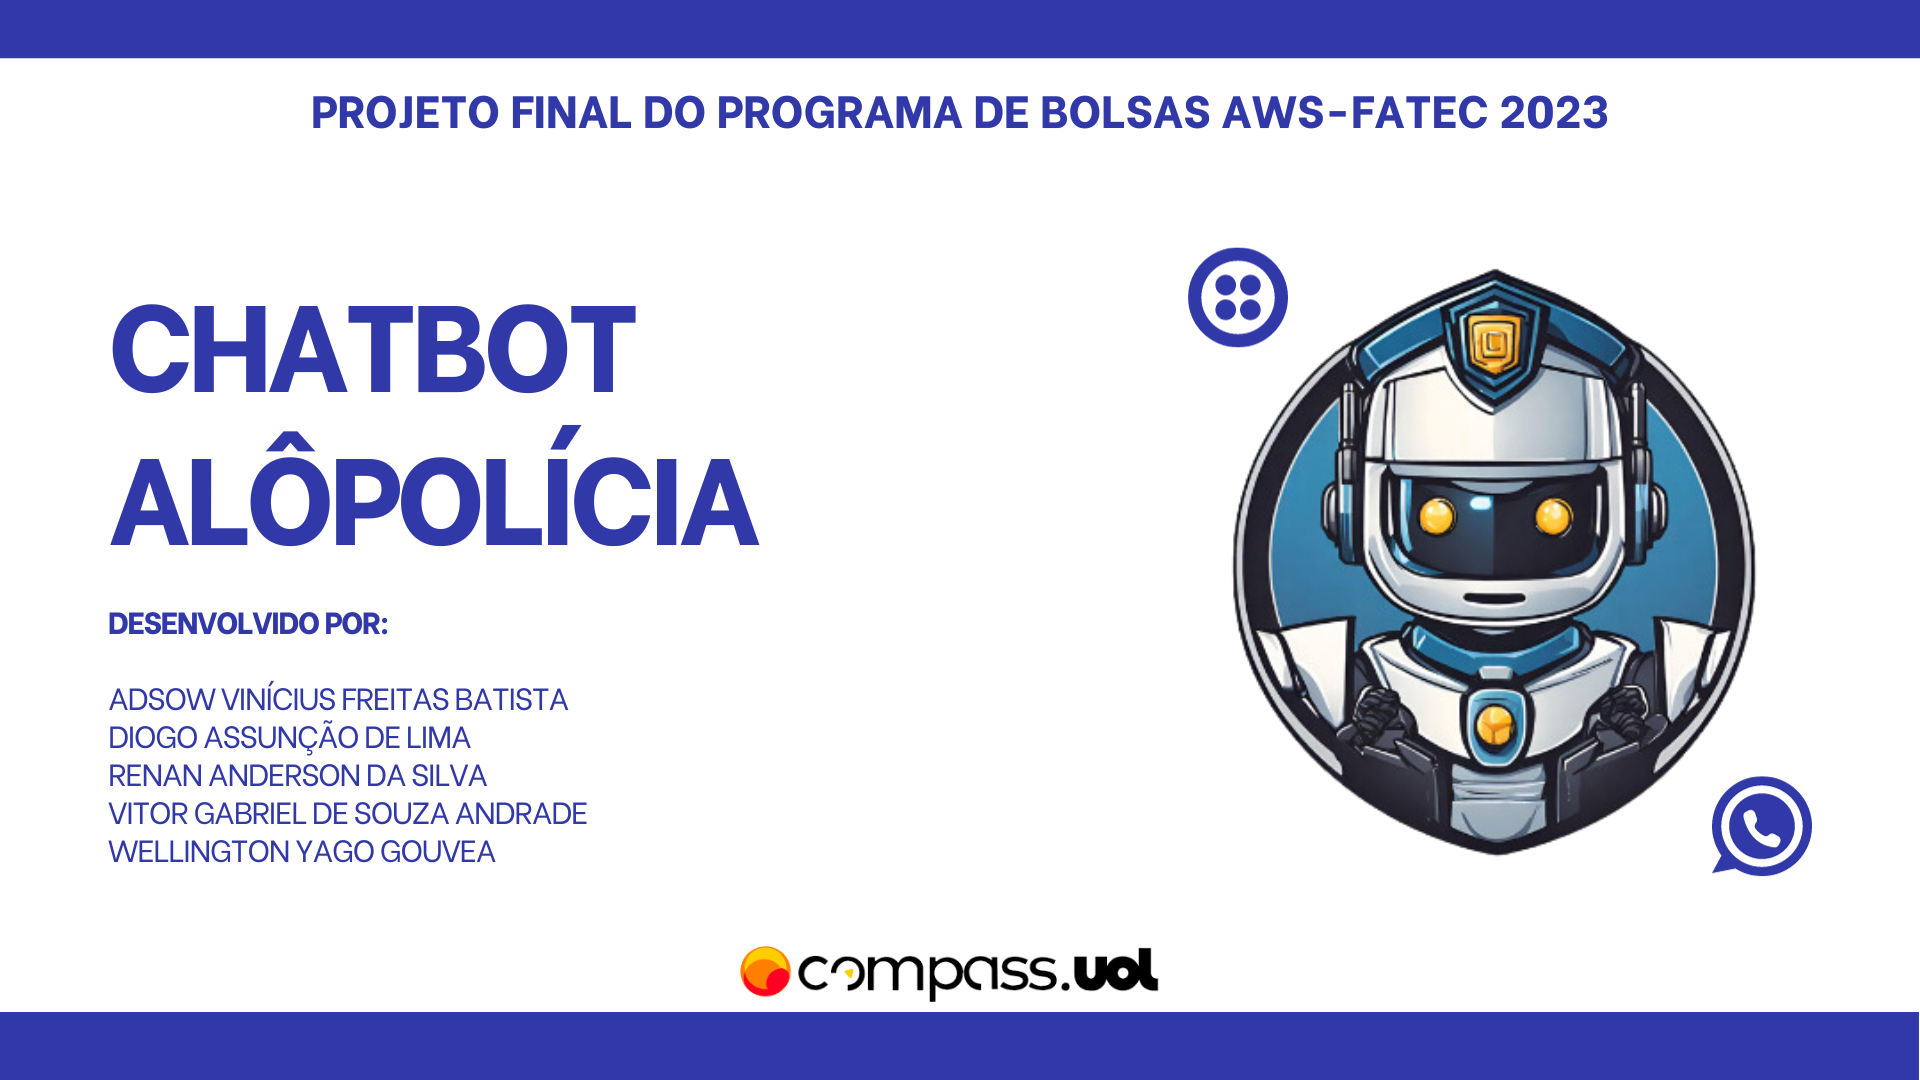 PROJETO FINAL DO PROGRAMA DE BOLSAS AWS-FATEC 2023
CHATBOT
ALÔPOLÍCIA
DESENVOLVIDO POR:
ADSOW VINÍCIUS FREITAS BATISTA
DIOGO ASSUNÇÃO DE LIMA
RENAN ANDERSON DA SILVA
VITOR GABRIEL DE SOUZA ANDRADE
WELLINGTON YAGO GOUVEA
compass.uol